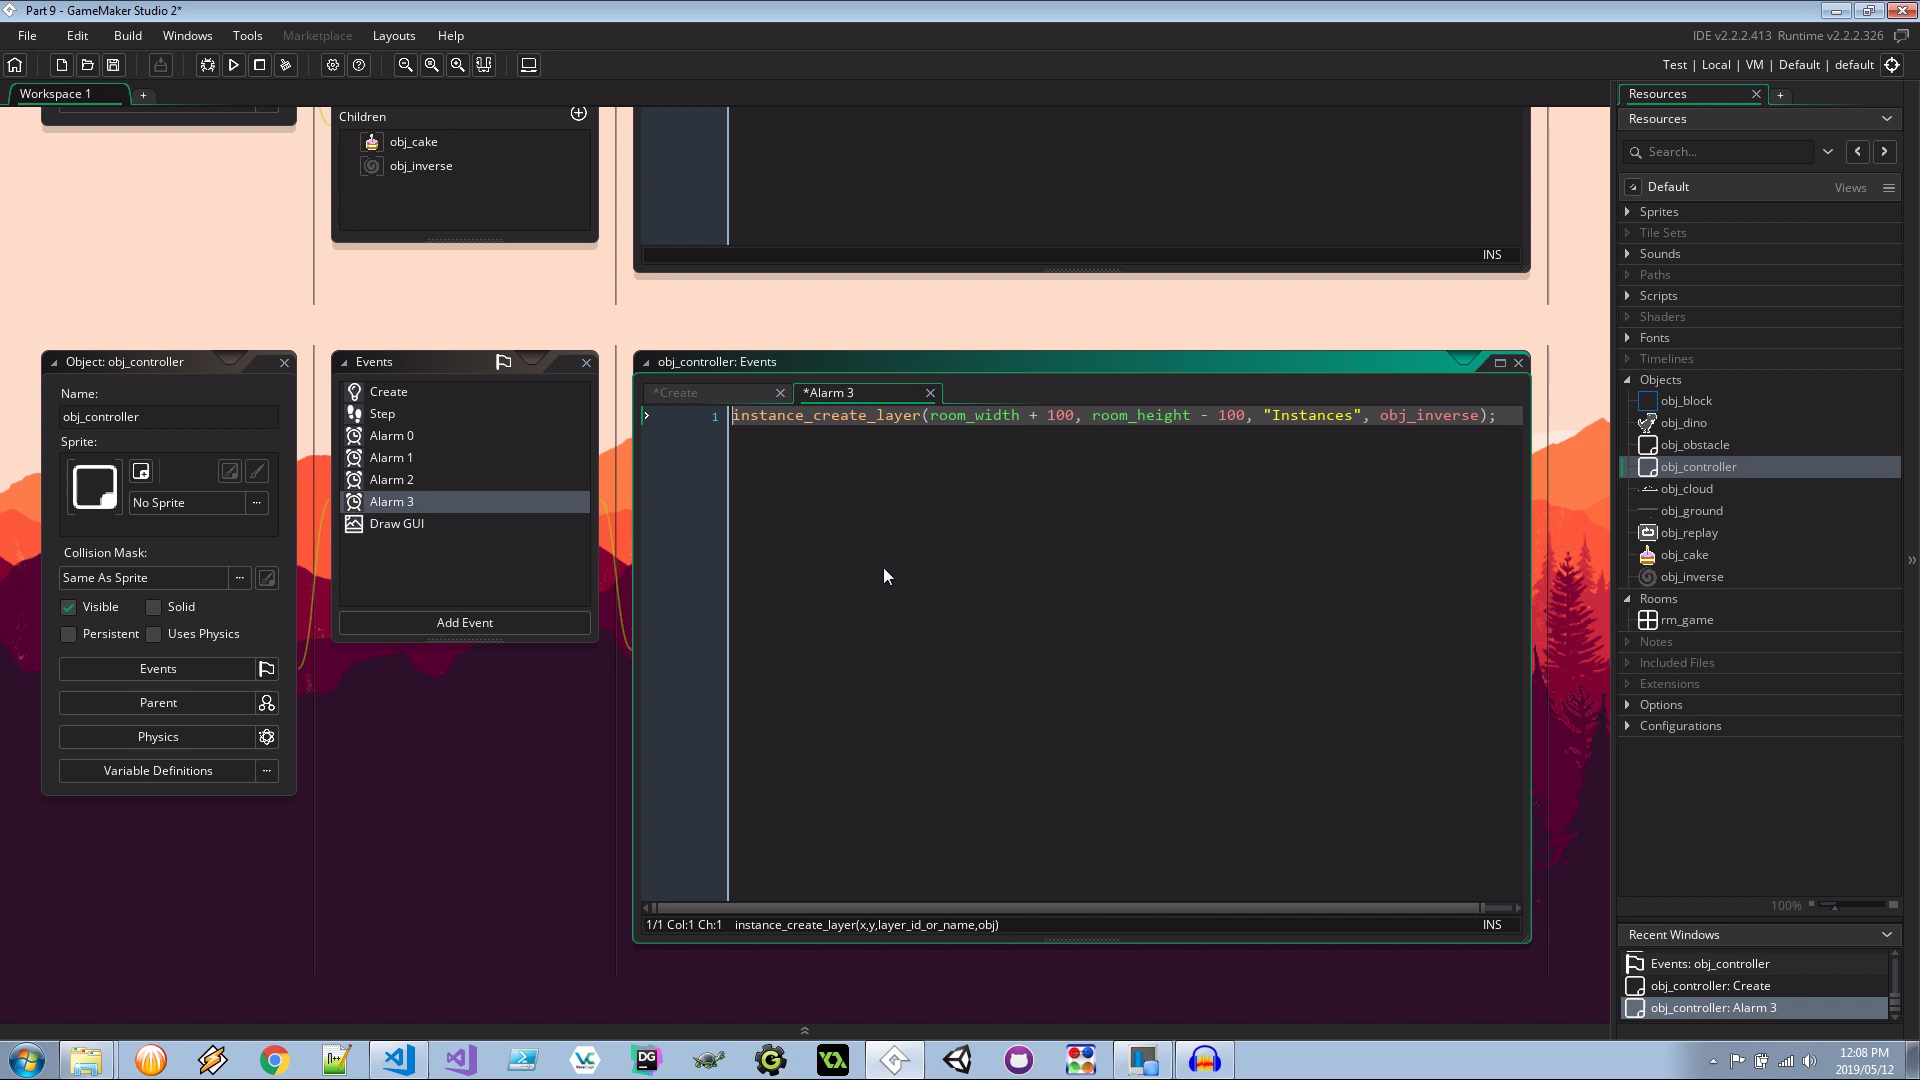 Part 9 - GameMaker Studio 2*
File Edit Build Windows Tools Marketplace Layouts Help
IDE v2.2.2.413 Runtime v2.2.2.326
Test | Local | VM | Default | default
Workspace 1
Children
obj_cake
obj_inverse
INS
Object: obj_controller
Name:
obj_controller
Sprite:
No Sprite
Collision Mask:
Same As Sprite
Visible Solid
Persistent Uses Physics
Events
Parent
Physics
Variable Definitions
Events
Create
Step
Alarm 0
Alarm 1
Alarm 2
Alarm 3
Draw GUI
Add Event
obj_controller: Events
*Create *Alarm 3
1 instance_create_layer(room_width + 100, room_height - 100, "Instances", obj_inverse);
1/1 Col:1 Ch:1 instance_create_layer(x,y,layer_id_or_name,obj) INS
Resources
Resources
Search...
Default Views
Sprites
Tile Sets
Sounds
Paths
Scripts
Shaders
Fonts
Timelines
Objects
obj_block
obj_dino
obj_obstacle
obj_controller
obj_cloud
obj_ground
obj_replay
obj_cake
obj_inverse
Rooms
rm_game
Notes
Included Files
Extensions
Options
Configurations
100%
Recent Windows
Events: obj_controller
obj_controller: Create
obj_controller: Alarm 3
DG
12:08 PM
2019/05/12